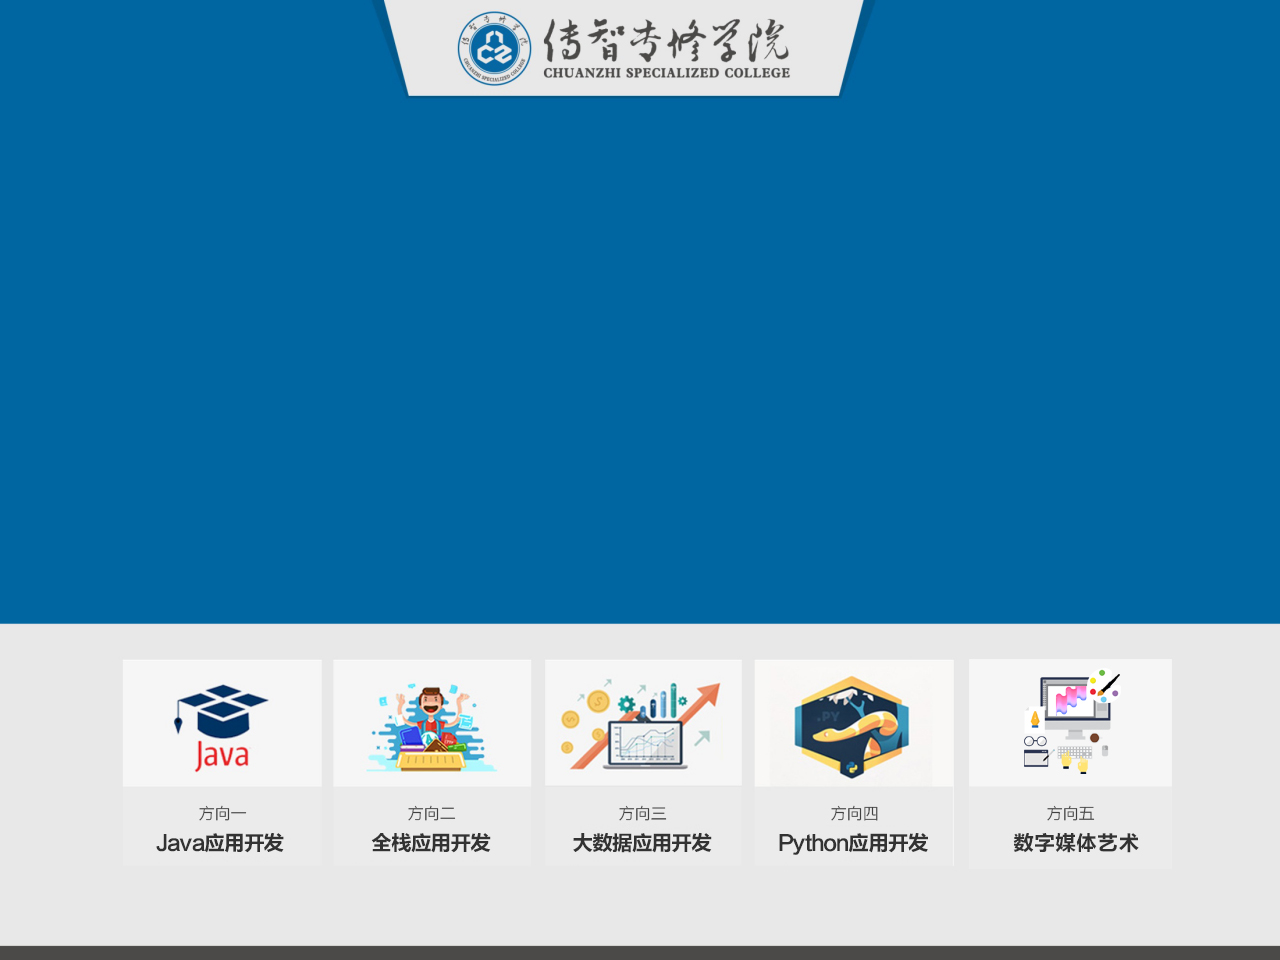 传智专修学院
CHUANZHI SPECIALIZED COLLEGE
Java
.PY
方向一
方向二
方向三
方向四
方向五
Java应用开发
全栈应用开发
大数据应用开发
Python应用开发
数字媒体艺术